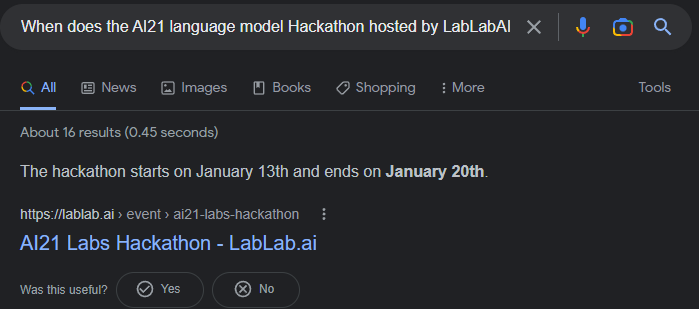 When does the AI21 language model Hackathon hosted by LabLabAI
All News Images Books Shopping More Tools
About 16 results (0.45 seconds)
The hackathon starts on January 13th and ends on January 20th.
https://lablab.ai › event › ai21-labs-hackathon
AI21 Labs Hackathon - LabLab.ai
Was this useful? Yes No